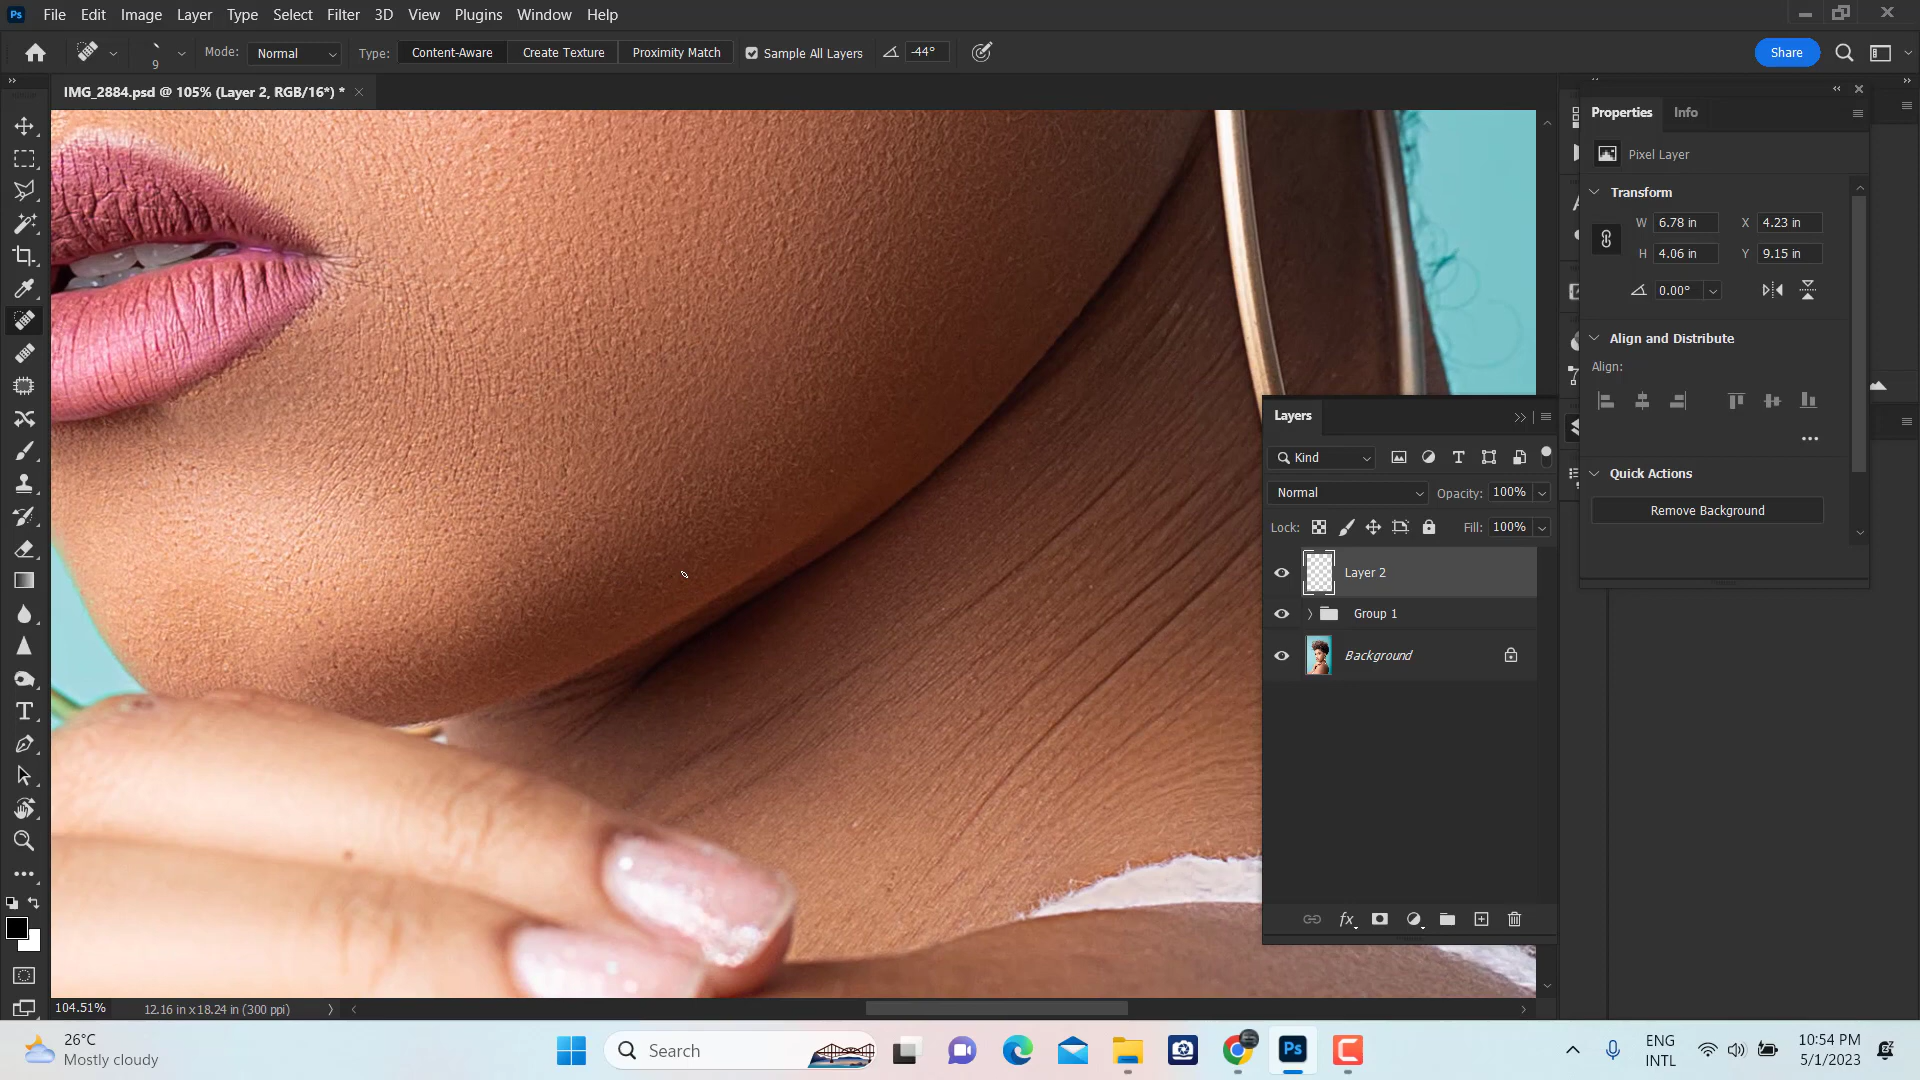 Ps File Edit Image Layer Type Select Filter 3D View Plugins Window Help
9 Mode: Normal Type: Content-Aware Create Texture Proximity Match Sample All Layers -44° Share
IMG_2884.psd @ 105% (Layer 2, RGB/16*) *
Properties Info
Pixel Layer
Transform
W 6.78 in X 4.23 in
H 4.06 in Y 9.15 in
0.00°
Align and Distribute
Align:
Quick Actions
Remove Background
Layers
Kind
Normal Opacity: 100%
Lock: Fill: 100%
Layer 2
Group 1
Background
104.51% 12.16 in x 18.24 in (300 ppi)
26°C
Mostly cloudy
Search
Ps
ENG
INTL
10:54 PM
5/1/2023